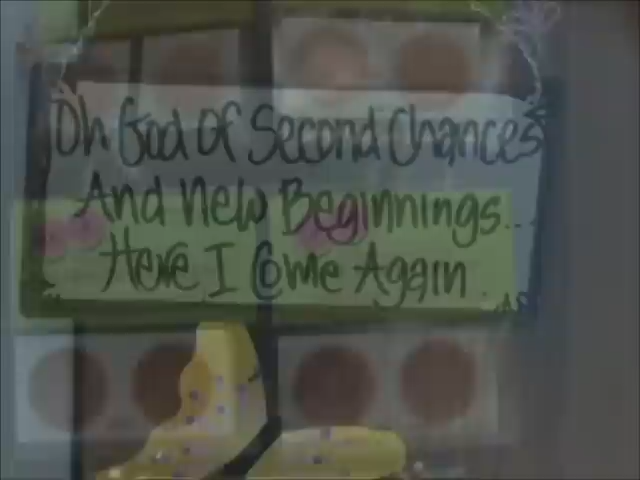 Oh God Of Second Chances
And New Beginnings...
Here I Come Again.